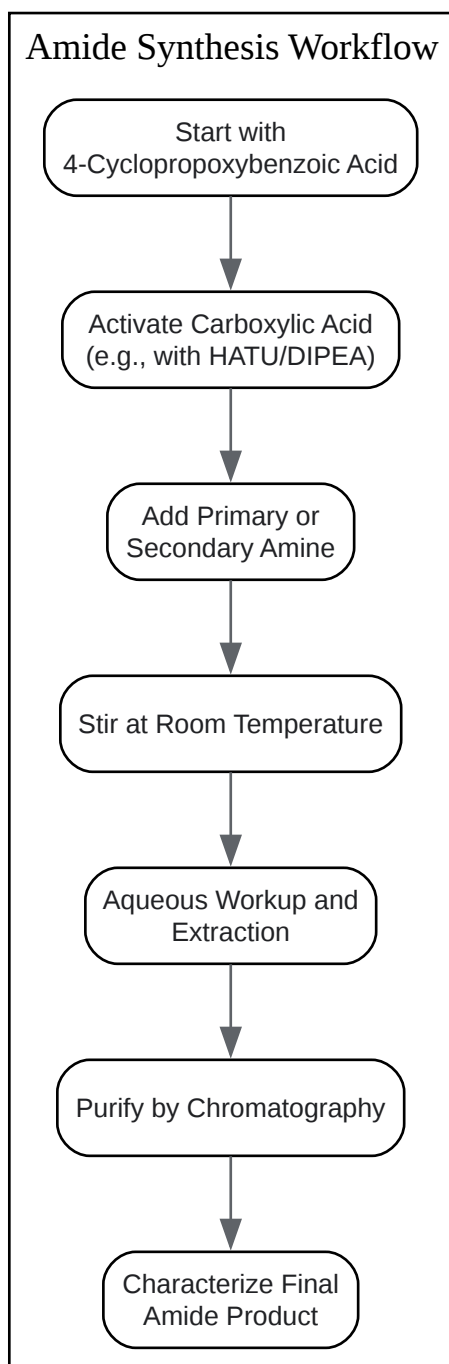 Amide Synthesis Workflow
Start with
4-Cyclopropoxybenzoic Acid
Activate Carboxylic Acid
(e.g., with HATU/DIPEA)
Add Primary or
Secondary Amine
Stir at Room Temperature
Aqueous Workup and
Extraction
Purify by Chromatography
Characterize Final
Amide Product